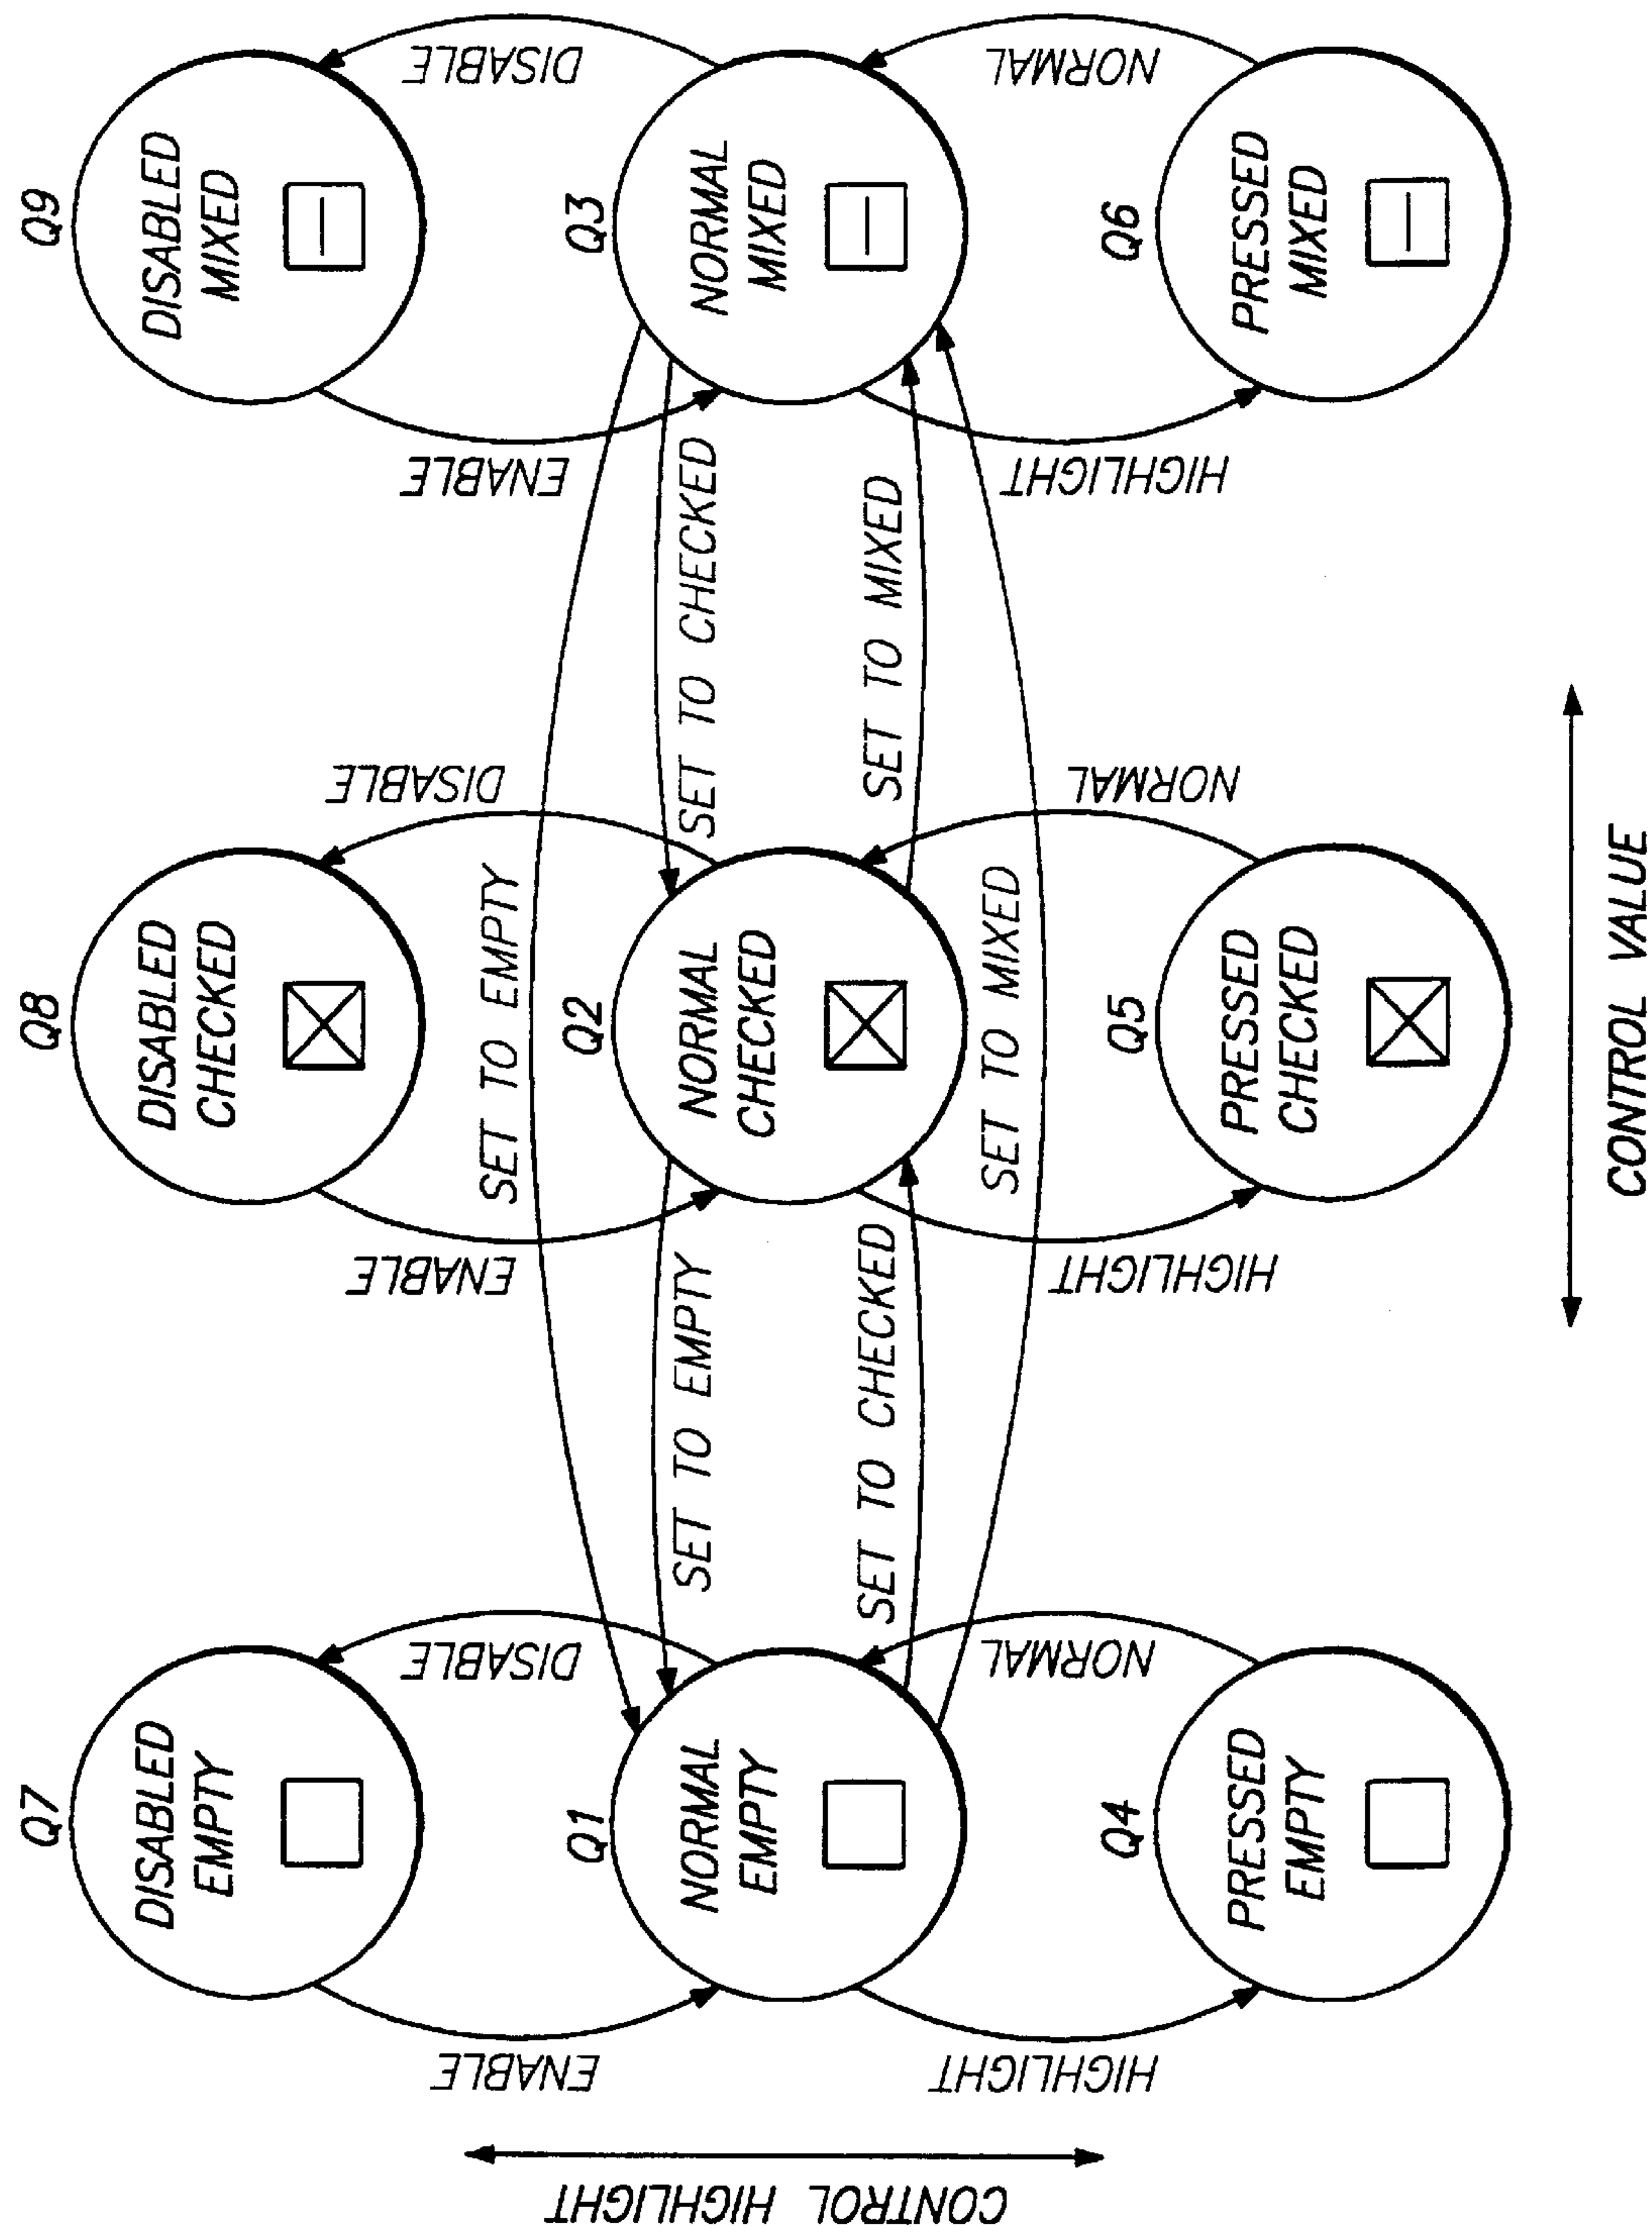 Q7
DISABLED
EMPTY
Q8
DISABLED
CHECKED
Q9
DISABLED
MIXED
ENABLE
DISABLE
ENABLE
DISABLE
ENABLE
DISABLE
SET TO EMPTY
Q1
NORMAL
EMPTY
SET TO EMPTY
SET TO CHECKED
Q2
NORMAL
CHECKED
SET TO CHECKED
SET TO MIXED
Q3
NORMAL
MIXED
SET TO MIXED
HIGHLIGHT
NORMAL
HIGHLIGHT
NORMAL
HIGHLIGHT
NORMAL
Q4
PRESSED
EMPTY
Q5
PRESSED
CHECKED
Q6
PRESSED
MIXED
CONTROL HIGHLIGHT
CONTROL VALUE